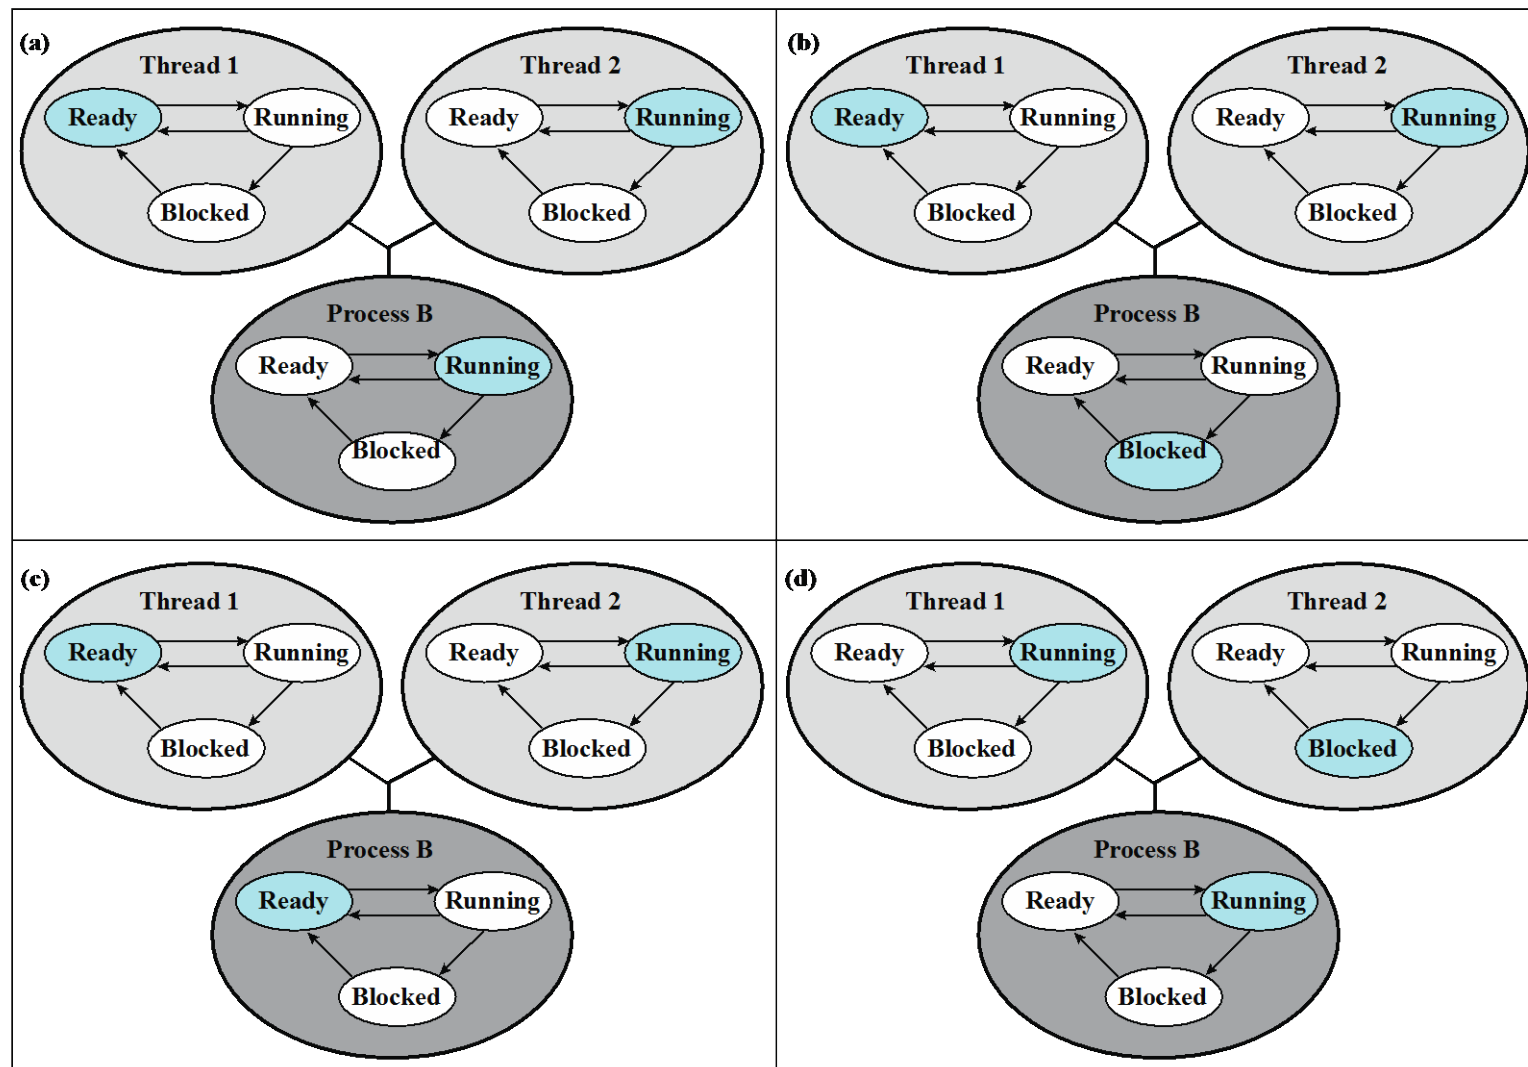 (a)
Thread 1
Ready Running
Blocked
Thread 2
Ready Running
Blocked
Process B
Ready Running
Blocked
(b)
Thread 1
Ready Running
Blocked
Thread 2
Ready Running
Blocked
Process B
Ready Running
Blocked
(c)
Thread 1
Ready Running
Blocked
Thread 2
Ready Running
Blocked
Process B
Ready Running
Blocked
(d)
Thread 1
Ready Running
Blocked
Thread 2
Ready Running
Blocked
Process B
Ready Running
Blocked